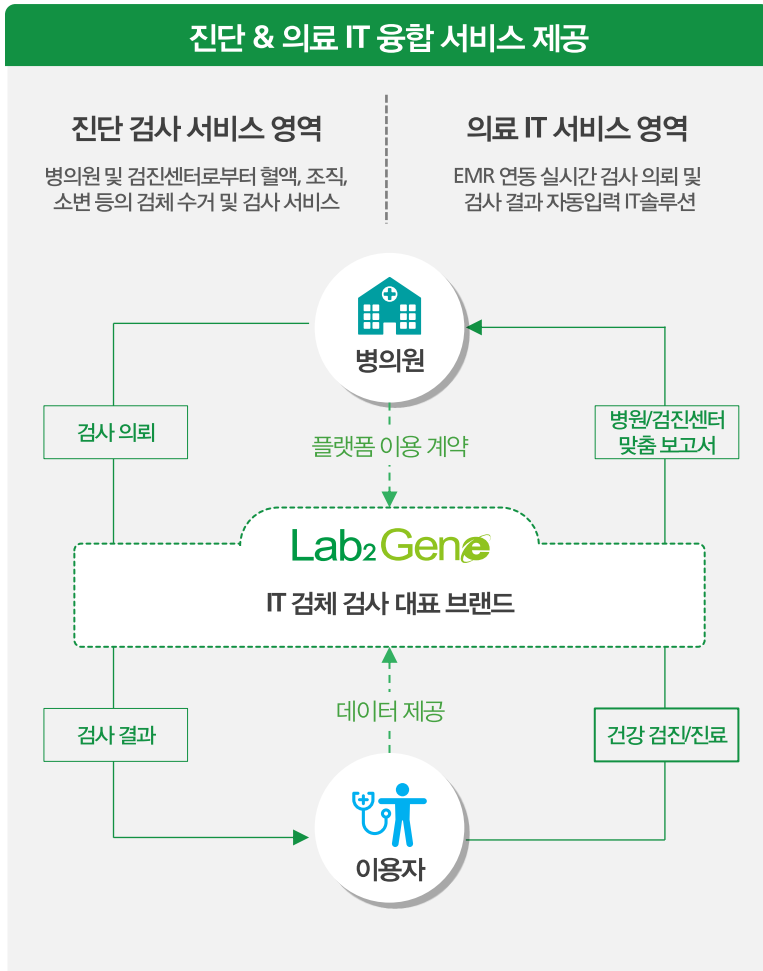 진단 & 의료 IT 융합 서비스 제공
진단 검사 서비스 영역
병의원 및 검진센터로부터 혈액, 조직,
소변 등의 검체 수거 및 검사 서비스
의료 IT 서비스 영역
EMR 연동 실시간 검사 의뢰 및
검사 결과 자동입력 IT솔루션
병의원
검사 의뢰
플랫폼 이용 계약
병원/검진센터
맞춤 보고서
Lab2Gene
IT 검체 검사 대표 브랜드
검사 결과
데이터 제공
건강 검진/진료
이용자